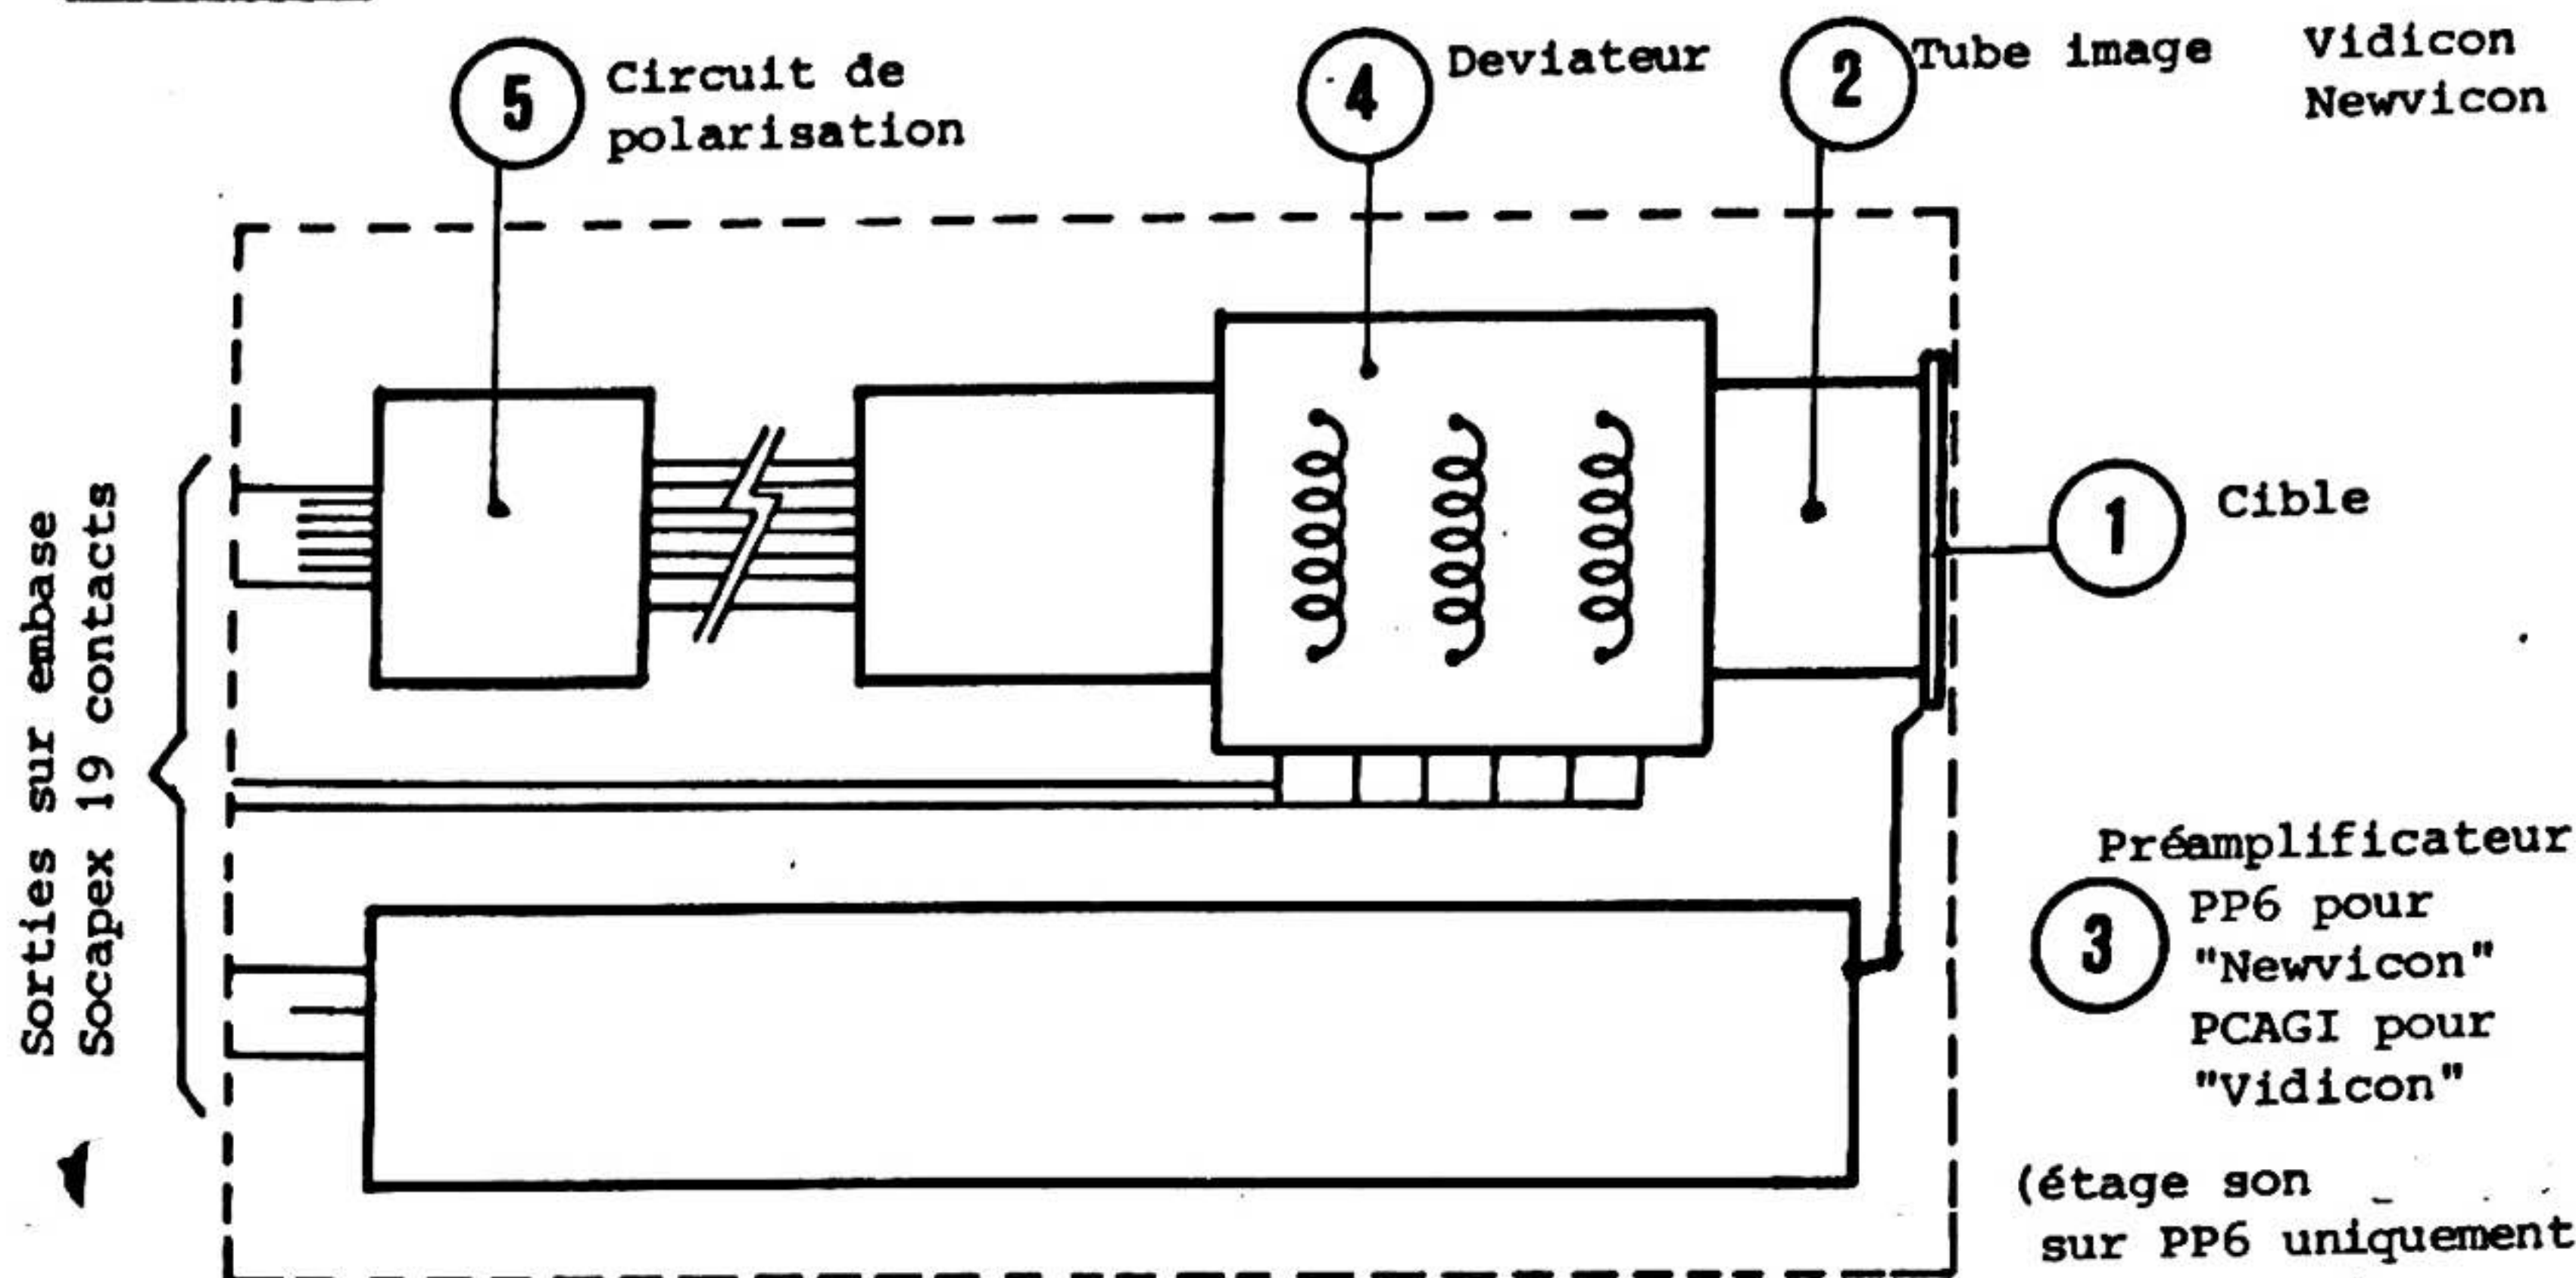 5 Circuit de
polarisation
4 Deviateur
2 Tube image Vidicon
Newvicon
1 Cible
Sorties sur embase
Socapex 19 contacts
Préamplificateur
3 PP6 pour
"Newvicon"
PCAGI pour
"Vidicon"
(étage son
sur PP6 uniquement